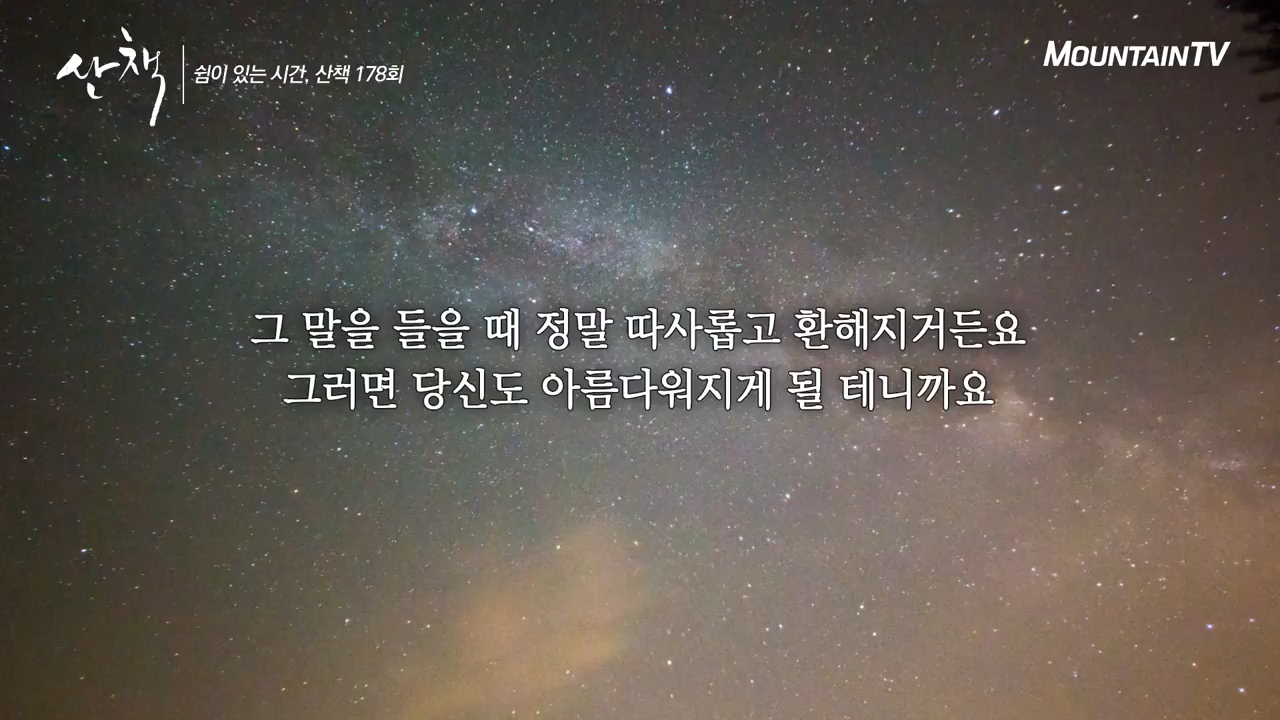 산책
쉼이 있는 시간, 산책 178회
MOUNTAINTV
그 말을 들을 때 정말 따사롭고 환해지거든요
그러면 당신도 아름다워지게 될 테니까요